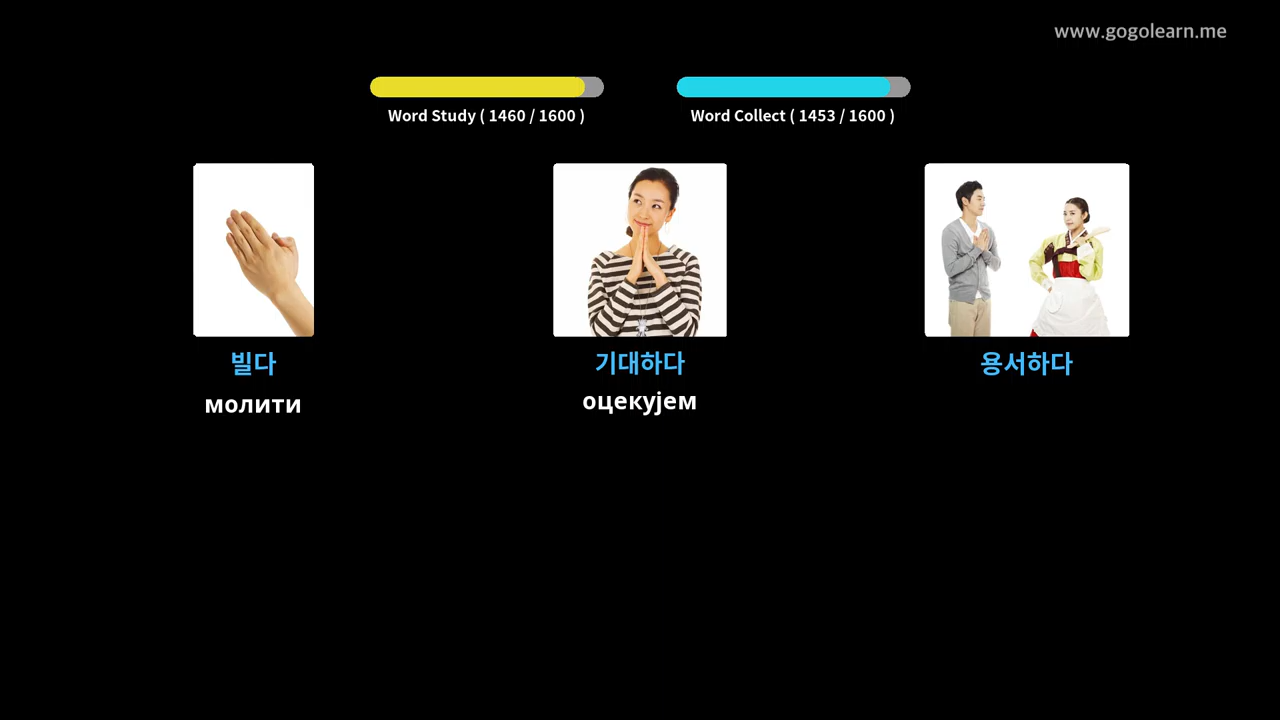 www.gogolearn.me
Word Study ( 1460 / 1600 )
Word Collect ( 1453 / 1600 )
빌다
기대하다
용서하다
молити
оцекујем